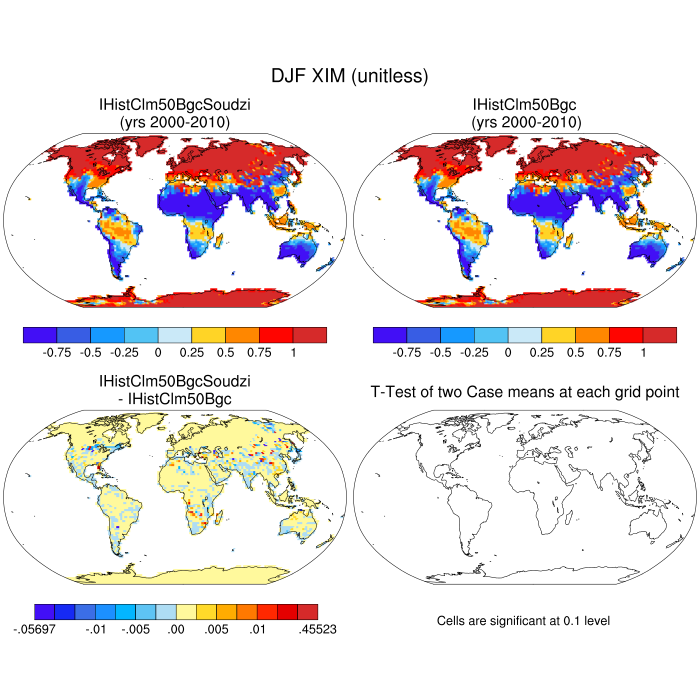 DJF XIM (unitless)
IHistClm50BgcSoudzi
(yrs 2000-2010)
IHistClm50Bgc
(yrs 2000-2010)
-0.75 -0.5 -0.25 0 0.25 0.5 0.75 1
-0.75 -0.5 -0.25 0 0.25 0.5 0.75 1
IHistClm50BgcSoudzi
- IHistClm50Bgc
T-Test of two Case means at each grid point
-.05697 -.01 -.005 .00 .005 .01 .45523
Cells are significant at 0.1 level